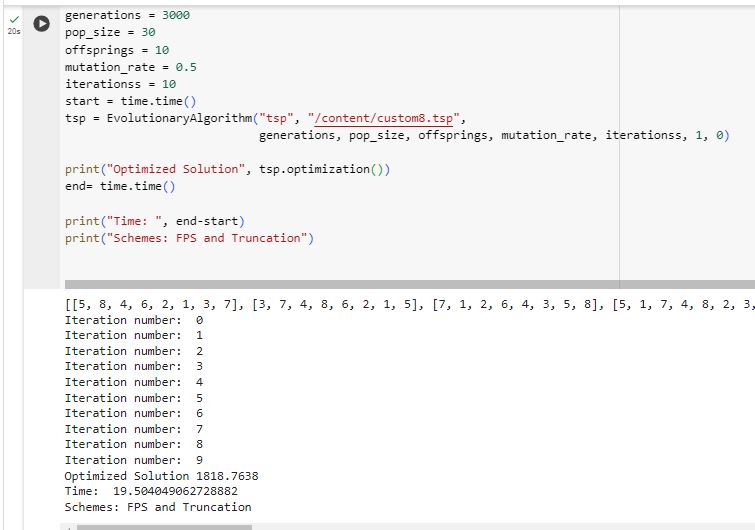 20s
generations = 3000
pop_size = 30
offsprings = 10
mutation_rate = 0.5
iterationss = 10
start = time.time()
tsp = EvolutionaryAlgorithm("tsp", "/content/custom8.tsp",
generations, pop_size, offsprings, mutation_rate, iterationss, 1, 0)
print("Optimized Solution", tsp.optimization())
end= time.time()
print("Time: ", end-start)
print("Schemes: FPS and Truncation")
[[5, 8, 4, 6, 2, 1, 3, 7], [3, 7, 4, 8, 6, 2, 1, 5], [7, 1, 2, 6, 4, 3, 5, 8], [5, 1, 7, 4, 8, 2, 3,
Iteration number:  0
Iteration number:  1
Iteration number:  2
Iteration number:  3
Iteration number:  4
Iteration number:  5
Iteration number:  6
Iteration number:  7
Iteration number:  8
Iteration number:  9
Optimized Solution 1818.7638
Time:  19.504049062728882
Schemes: FPS and Truncation